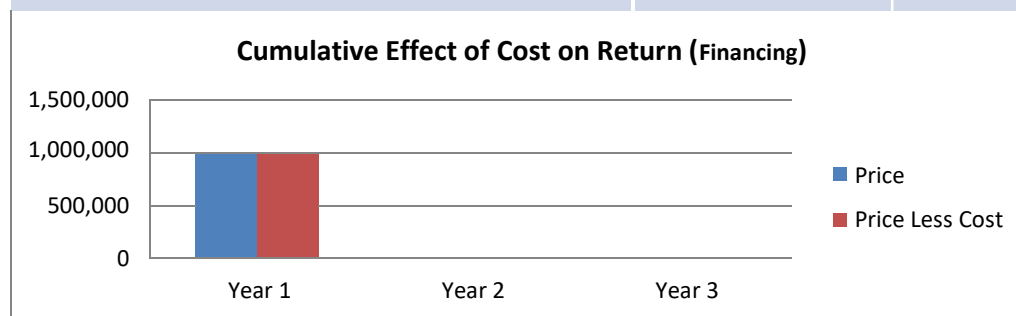 Cumulative Effect of Cost on Return (Financing)
1,500,000
1,000,000
500,000
0
Year 1 Year 2 Year 3
Price
Price Less Cost